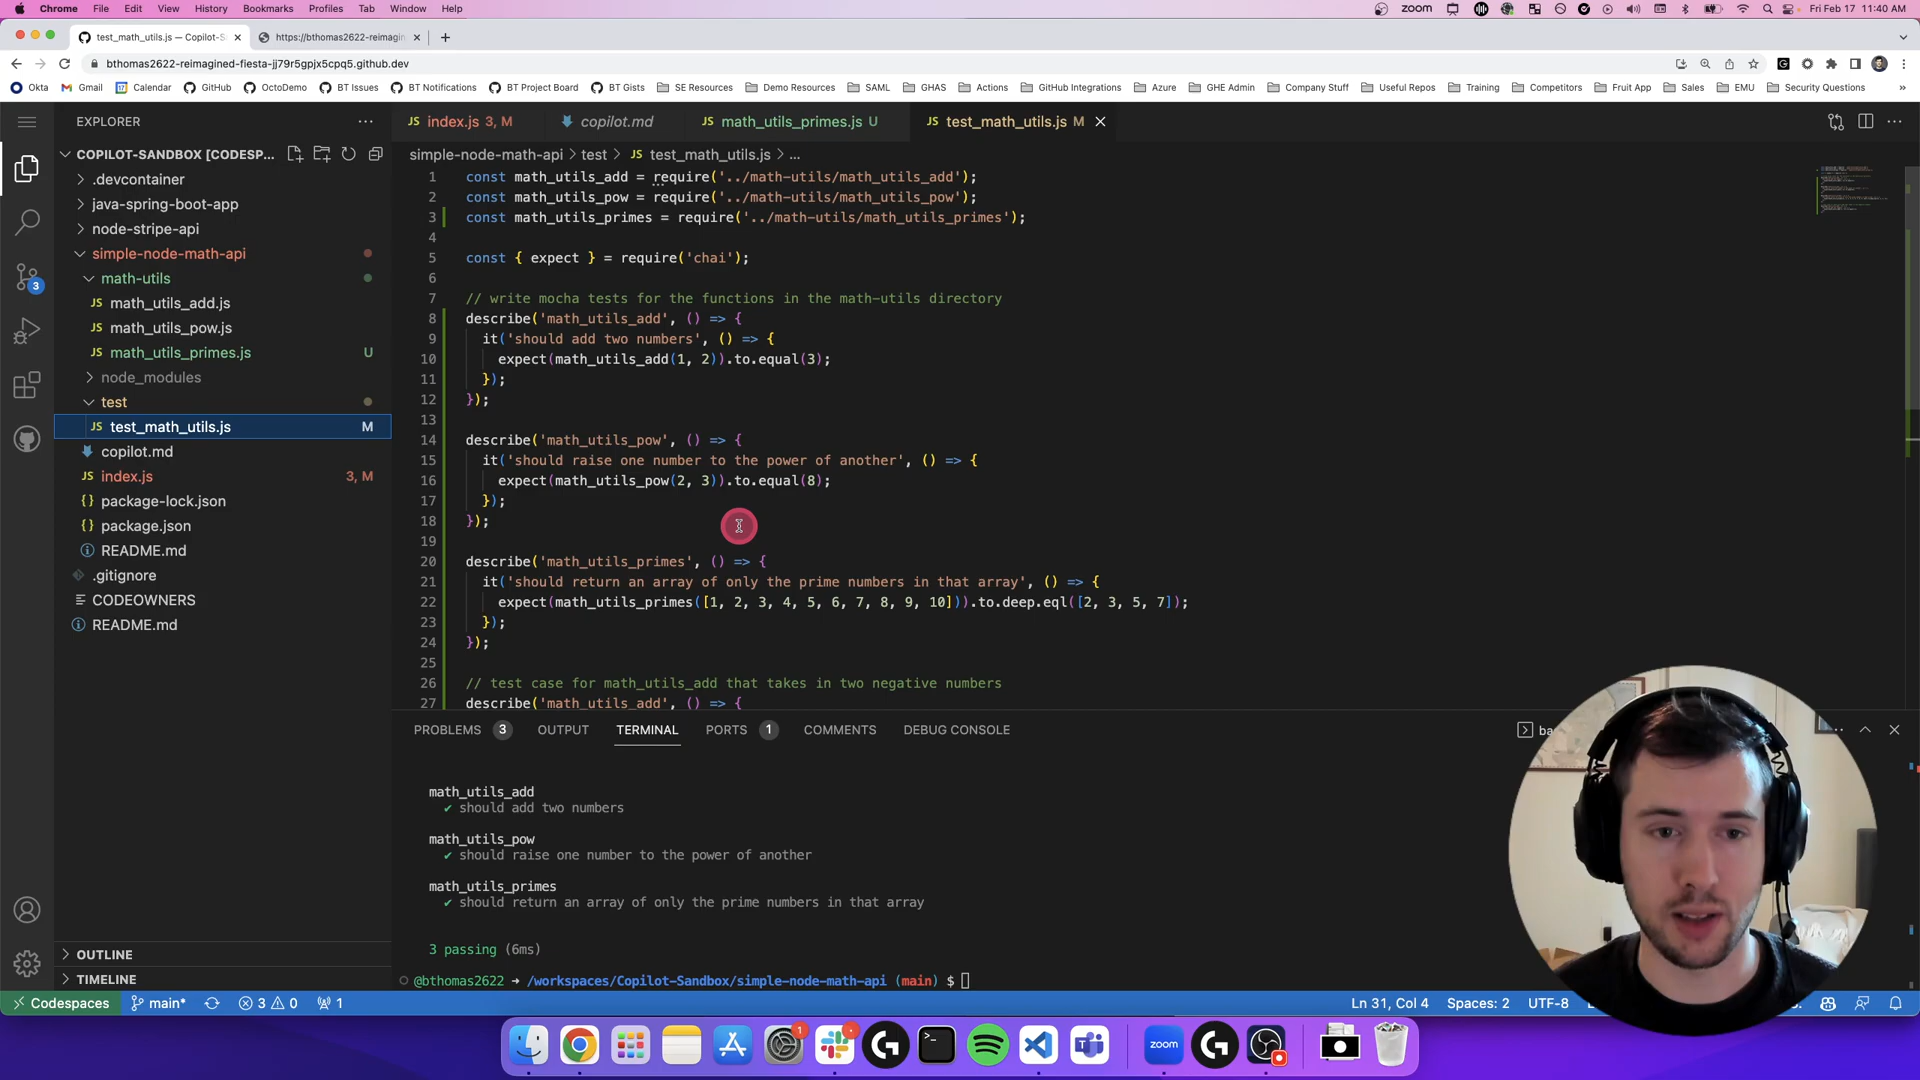 Chrome File Edit View History Bookmarks Profiles Tab Window Help
zoom Fri Feb 17 11:40 AM
test_math_utils.js — Copilot-S
https://bthomas2622-reimagin
bthomas2622-reimagined-fiesta-jj79r5gpjx5cpq5.github.dev
Okta Gmail Calendar GitHub OctoDemo BT Issues BT Notifications BT Project Board BT Gists SE Resources Demo Resources SAML GHAS Actions GitHub Integrations Azure GHE Admin Company Stuff Useful Repos Training Competitors Fruit App Sales EMU Security Questions
EXPLORER
COPILOT-SANDBOX [CODESP...
.devcontainer
java-spring-boot-app
node-stripe-api
simple-node-math-api
math-utils
JS math_utils_add.js
JS math_utils_pow.js
JS math_utils_primes.js U
node_modules
test
JS test_math_utils.js M
copilot.md
JS index.js 3, M
{} package-lock.json
{} package.json
README.md
.gitignore
CODEOWNERS
README.md
OUTLINE
TIMELINE
3
JS index.js 3, M
copilot.md
JS math_utils_primes.js U
JS test_math_utils.js M
simple-node-math-api > test > JS test_math_utils.js > ...
1 const math_utils_add = require('../math-utils/math_utils_add');
2 const math_utils_pow = require('../math-utils/math_utils_pow');
3 const math_utils_primes = require('../math-utils/math_utils_primes');
4
5 const { expect } = require('chai');
6
7 // write mocha tests for the functions in the math-utils directory
8 describe('math_utils_add', () => {
9 it('should add two numbers', () => {
10 expect(math_utils_add(1, 2)).to.equal(3);
11 });
12 });
13
14 describe('math_utils_pow', () => {
15 it('should raise one number to the power of another', () => {
16 expect(math_utils_pow(2, 3)).to.equal(8);
17 });
18 });
19
20 describe('math_utils_primes', () => {
21 it('should return an array of only the prime numbers in that array', () => {
22 expect(math_utils_primes([1, 2, 3, 4, 5, 6, 7, 8, 9, 10])).to.deep.eql([2, 3, 5, 7]);
23 });
24 });
25
26 // test case for math_utils_add that takes in two negative numbers
27 describe('math_utils_add', () => {
PROBLEMS 3 OUTPUT TERMINAL PORTS 1 COMMENTS DEBUG CONSOLE
math_utils_add
✔ should add two numbers
math_utils_pow
✔ should raise one number to the power of another
math_utils_primes
✔ should return an array of only the prime numbers in that array
3 passing (6ms)
@bthomas2622 ➜ /workspaces/Copilot-Sandbox/simple-node-math-api (main) $
Codespaces main* 3 0 1
Ln 31, Col 4 Spaces: 2 UTF-8
1
zoom